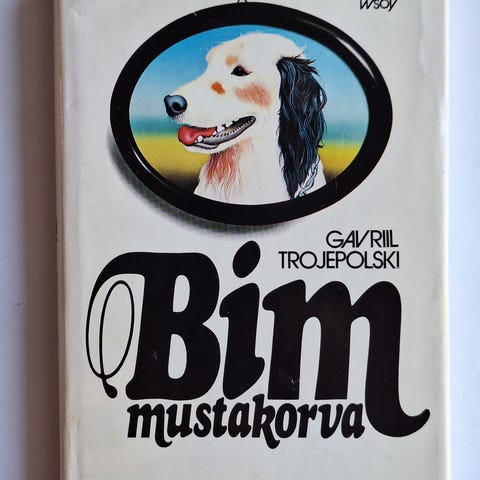 WSOY
GAVRIIL
TROJEPOLSKI
Bim
mustakorva